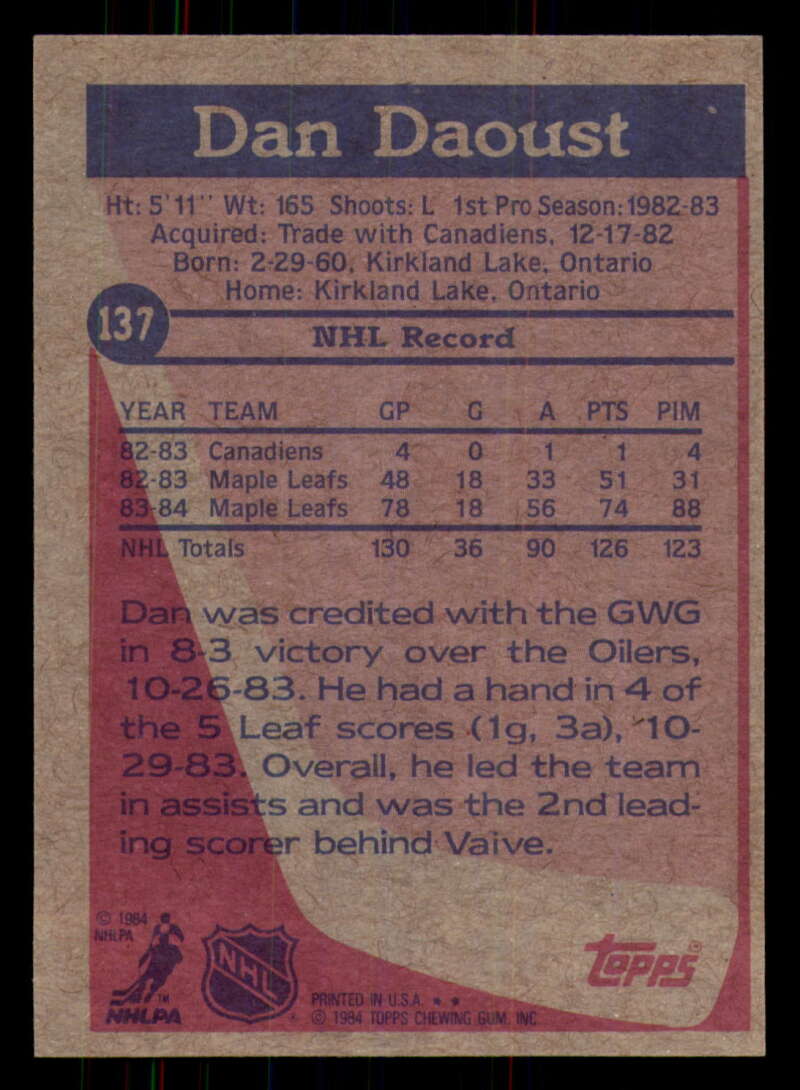 Dan Daoust
Ht: 5'11" Wt: 165 Shoots: L 1st Pro Season: 1982-83
Acquired: Trade with Canadiens, 12-17-82
Born: 2-29-60, Kirkland Lake, Ontario
Home: Kirkland Lake, Ontario
137
NHL Record
YEAR TEAM GP G A PTS PIM
82-83 Canadiens 4 0 1 1 4
82-83 Maple Leafs 48 18 33 51 31
83-84 Maple Leafs 78 18 56 74 88
NHL Totals 130 36 90 126 123
Dan was credited with the GWG
in 8-3 victory over the Oilers,
10-26-83. He had a hand in 4 of
the 5 Leaf scores (1g, 3a), 10-
29-83. Overall, he led the team
in assists and was the 2nd lead-
ing scorer behind Vaive.
© 1984
NHLPA
TM
NHLPA
NHL
PRINTED IN U.S.A. * *
© 1984 TOPPS CHEWING GUM, INC
topps®